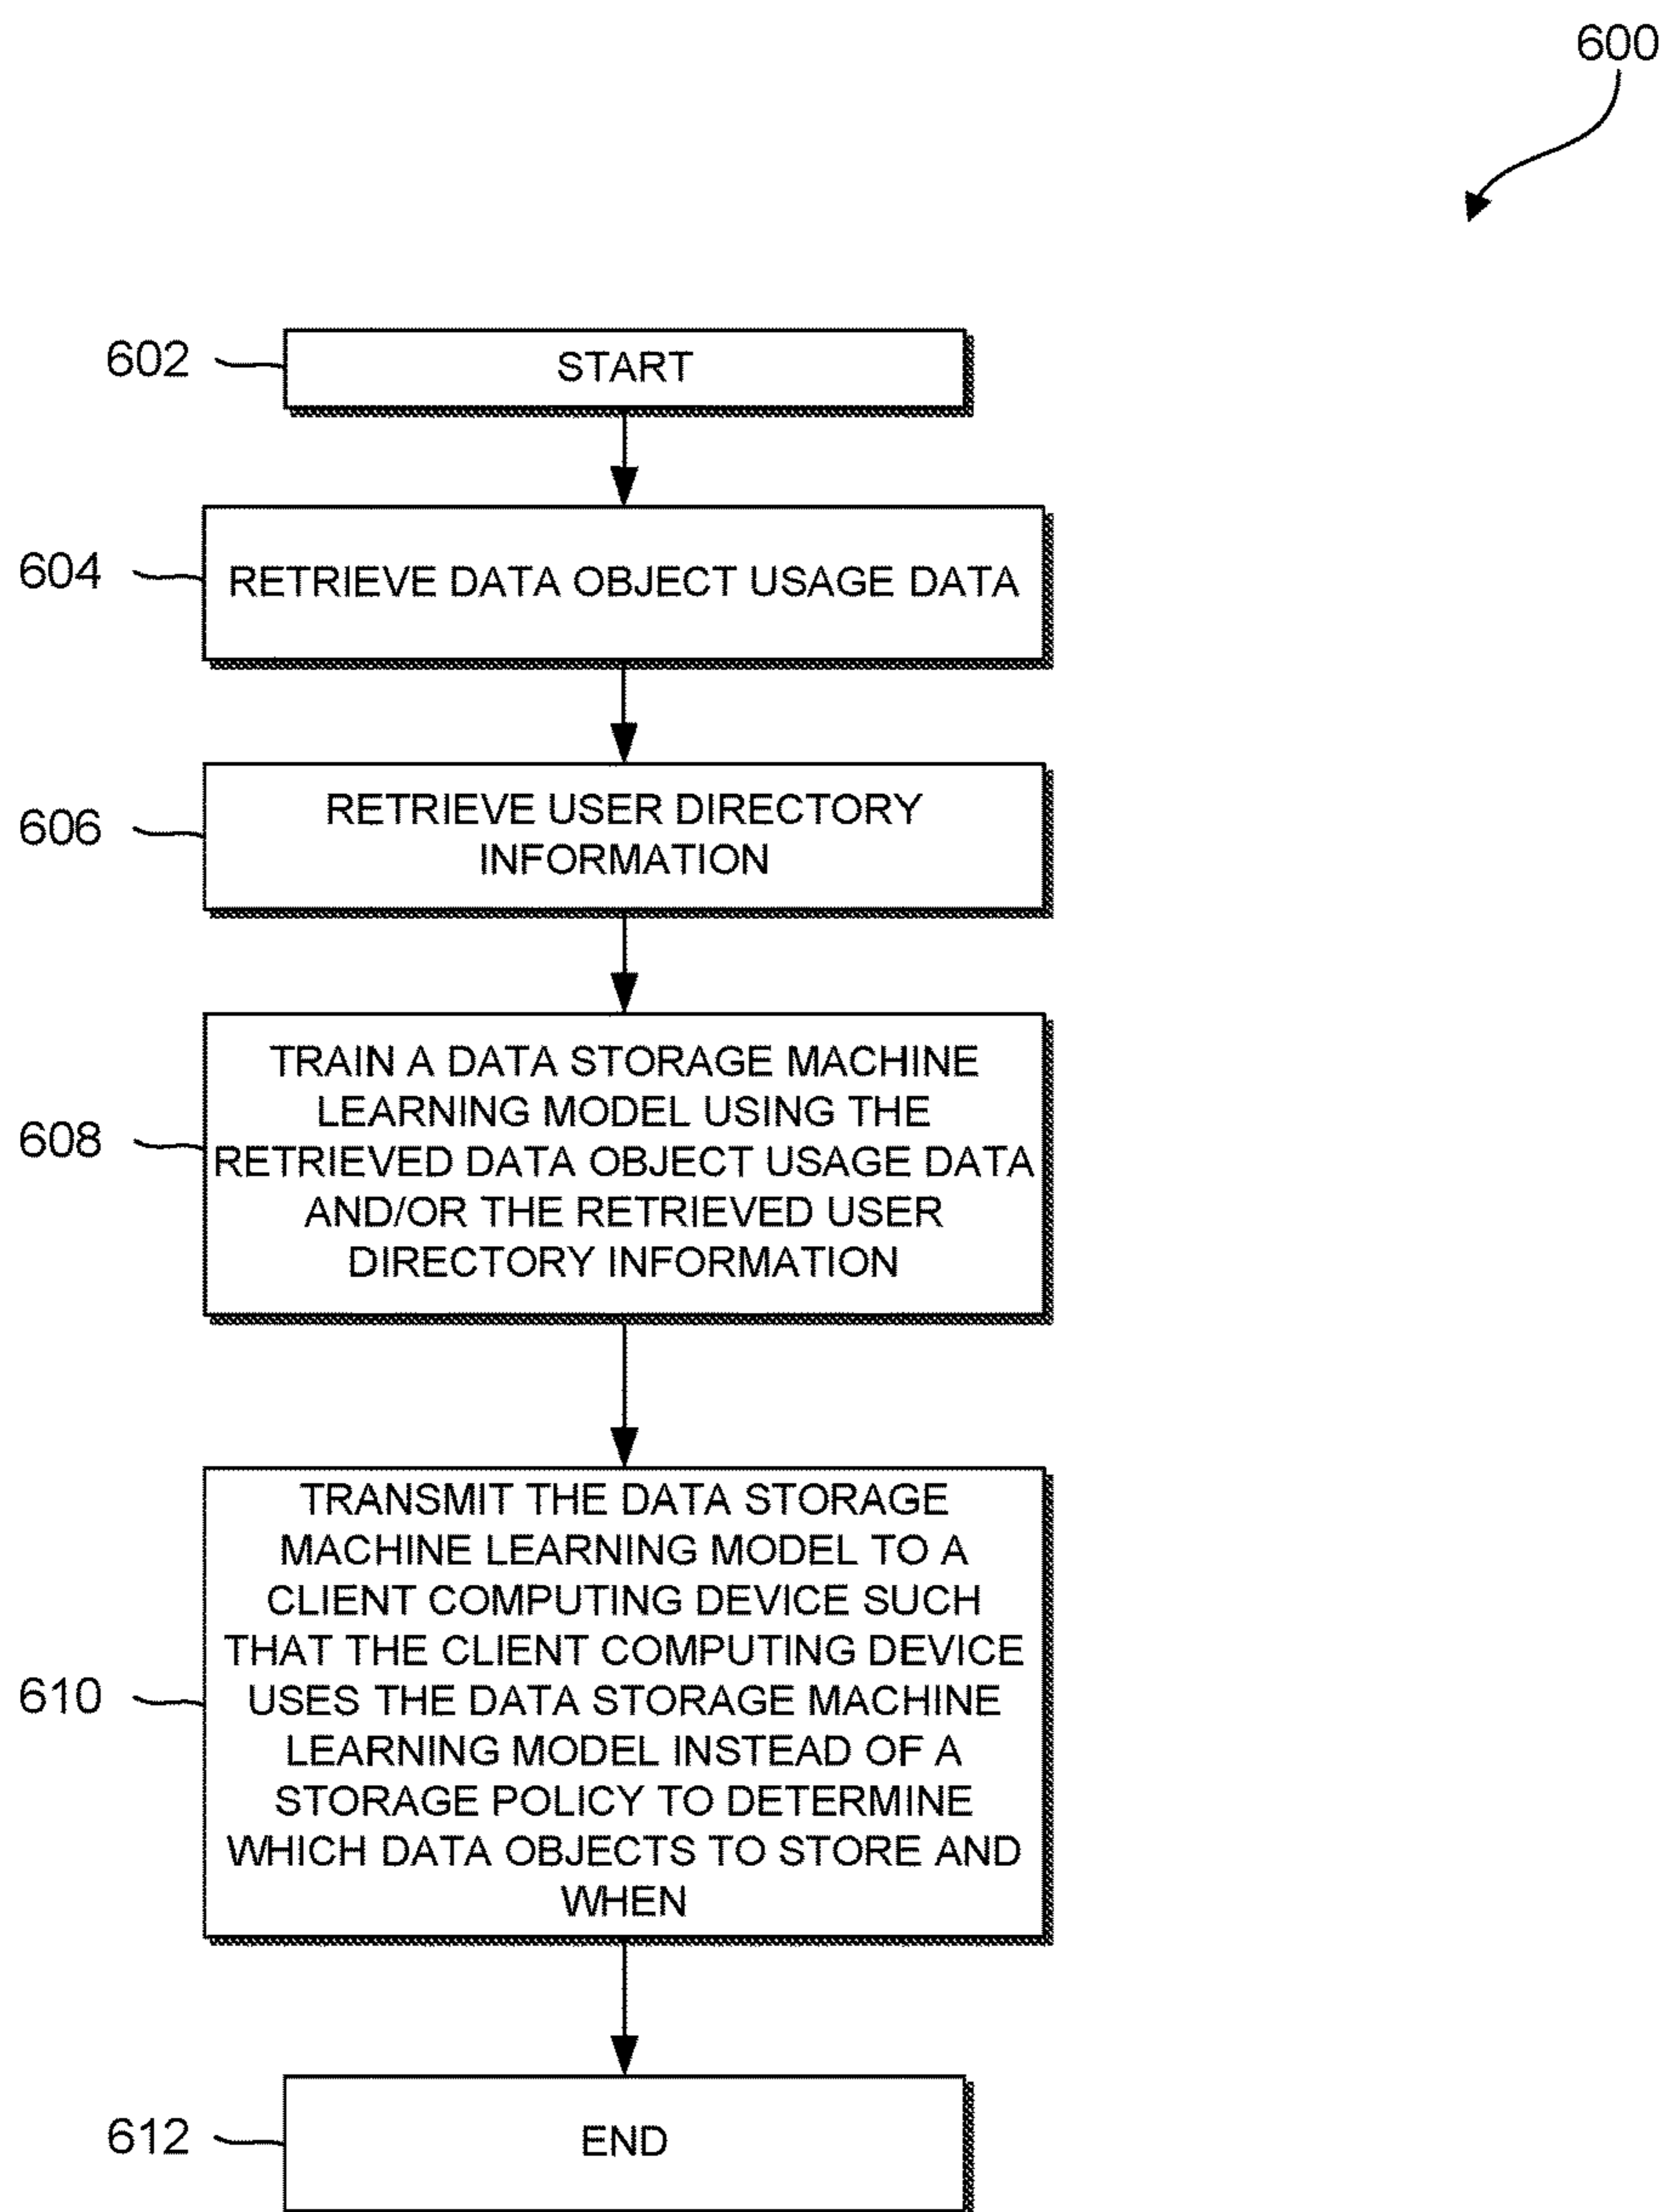 600
602
START
604
RETRIEVE DATA OBJECT USAGE DATA
606
RETRIEVE USER DIRECTORY
INFORMATION
608
TRAIN A DATA STORAGE MACHINE
LEARNING MODEL USING THE
RETRIEVED DATA OBJECT USAGE DATA
AND/OR THE RETRIEVED USER
DIRECTORY INFORMATION
610
TRANSMIT THE DATA STORAGE
MACHINE LEARNING MODEL TO A
CLIENT COMPUTING DEVICE SUCH
THAT THE CLIENT COMPUTING DEVICE
USES THE DATA STORAGE MACHINE
LEARNING MODEL INSTEAD OF A
STORAGE POLICY TO DETERMINE
WHICH DATA OBJECTS TO STORE AND
WHEN
612
END